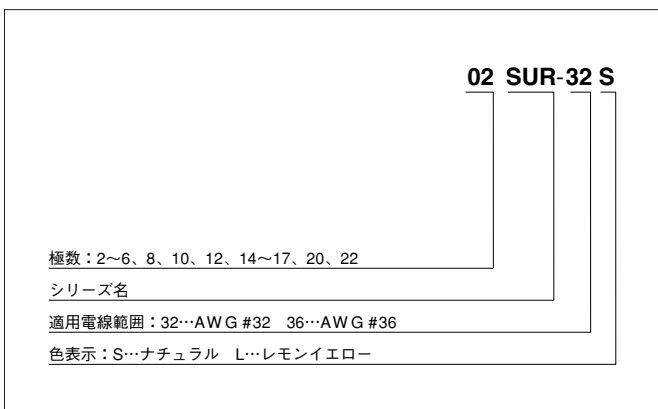 02 SUR-32 S
極数：2〜6、8、10、12、14〜17、20、22
シリーズ名
適用電線範囲：32…AWG #32　36…AWG #36
色表示：S…ナチュラル　L…レモンイエロー